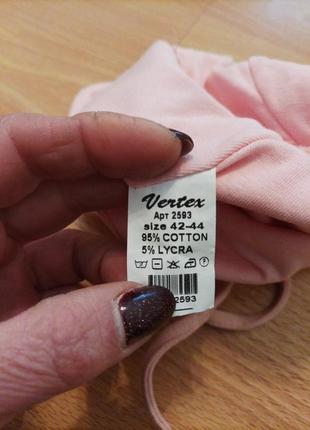 Vertex
Арт 2593
size 42-44
95% COTTON
5% LYCRA
2593